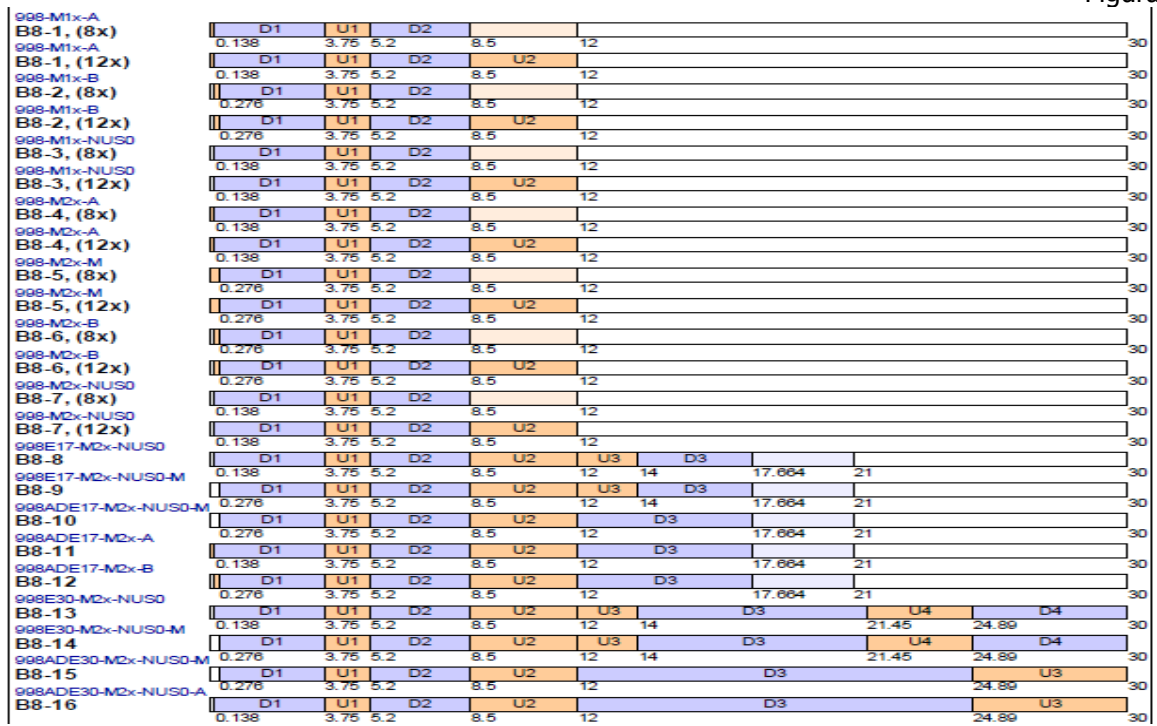 Figura
998-M1x-A
B8-1, (8x) D1 U1 D2
0.138 3.75 5.2 8.5 12 30
998-M1x-A
B8-1, (12x) D1 U1 D2 U2
0.138 3.75 5.2 8.5 12 30
998-M1x-B
B8-2, (8x) D1 U1 D2
0.276 3.75 5.2 8.5 12 30
998-M1x-B
B8-2, (12x) D1 U1 D2 U2
0.276 3.75 5.2 8.5 12 30
998-M1x-NUS0
B8-3, (8x) D1 U1 D2
0.138 3.75 5.2 8.5 12 30
998-M1x-NUS0
B8-3, (12x) D1 U1 D2 U2
0.138 3.75 5.2 8.5 12 30
998-M2x-A
B8-4, (8x) D1 U1 D2
0.138 3.75 5.2 8.5 12 30
998-M2x-A
B8-4, (12x) D1 U1 D2 U2
0.138 3.75 5.2 8.5 12 30
998-M2x-M
B8-5, (8x) D1 U1 D2
0.276 3.75 5.2 8.5 12 30
998-M2x-M
B8-5, (12x) D1 U1 D2 U2
0.276 3.75 5.2 8.5 12 30
998-M2x-B
B8-6, (8x) D1 U1 D2
0.276 3.75 5.2 8.5 12 30
998-M2x-B
B8-6, (12x) D1 U1 D2 U2
0.276 3.75 5.2 8.5 12 30
998-M2x-NUS0
B8-7, (8x) D1 U1 D2
0.138 3.75 5.2 8.5 12 30
998-M2x-NUS0
B8-7, (12x) D1 U1 D2 U2
0.138 3.75 5.2 8.5 12 30
998E17-M2x-NUS0
B8-8 D1 U1 D2 U2 U3 D3
0.138 3.75 5.2 8.5 12 14 17.664 21 30
998E17-M2x-NUS0-M
B8-9 D1 U1 D2 U2 U3 D3
0.276 3.75 5.2 8.5 12 14 17.664 21 30
998ADE17-M2x-NUS0-M
B8-10 D1 U1 D2 U2 D3
0.276 3.75 5.2 8.5 12 17.664 21 30
998ADE17-M2x-A
B8-11 D1 U1 D2 U2 D3
0.138 3.75 5.2 8.5 12 17.664 21 30
998ADE17-M2x-B
B8-12 D1 U1 D2 U2 D3
0.276 3.75 5.2 8.5 12 17.664 21 30
998E30-M2x-NUS0
B8-13 D1 U1 D2 U2 U3 D3 U4 D4
0.138 3.75 5.2 8.5 12 14 21.45 24.89 30
998E30-M2x-NUS0-M
B8-14 D1 U1 D2 U2 U3 D3 U4 D4
0.276 3.75 5.2 8.5 12 14 21.45 24.89 30
998ADE30-M2x-NUS0-M
B8-15 D1 U1 D2 U2 D3 U3
0.276 3.75 5.2 8.5 12 24.89 30
998ADE30-M2x-NUS0-A
B8-16 D1 U1 D2 U2 D3 U3
0.138 3.75 5.2 8.5 12 24.89 30